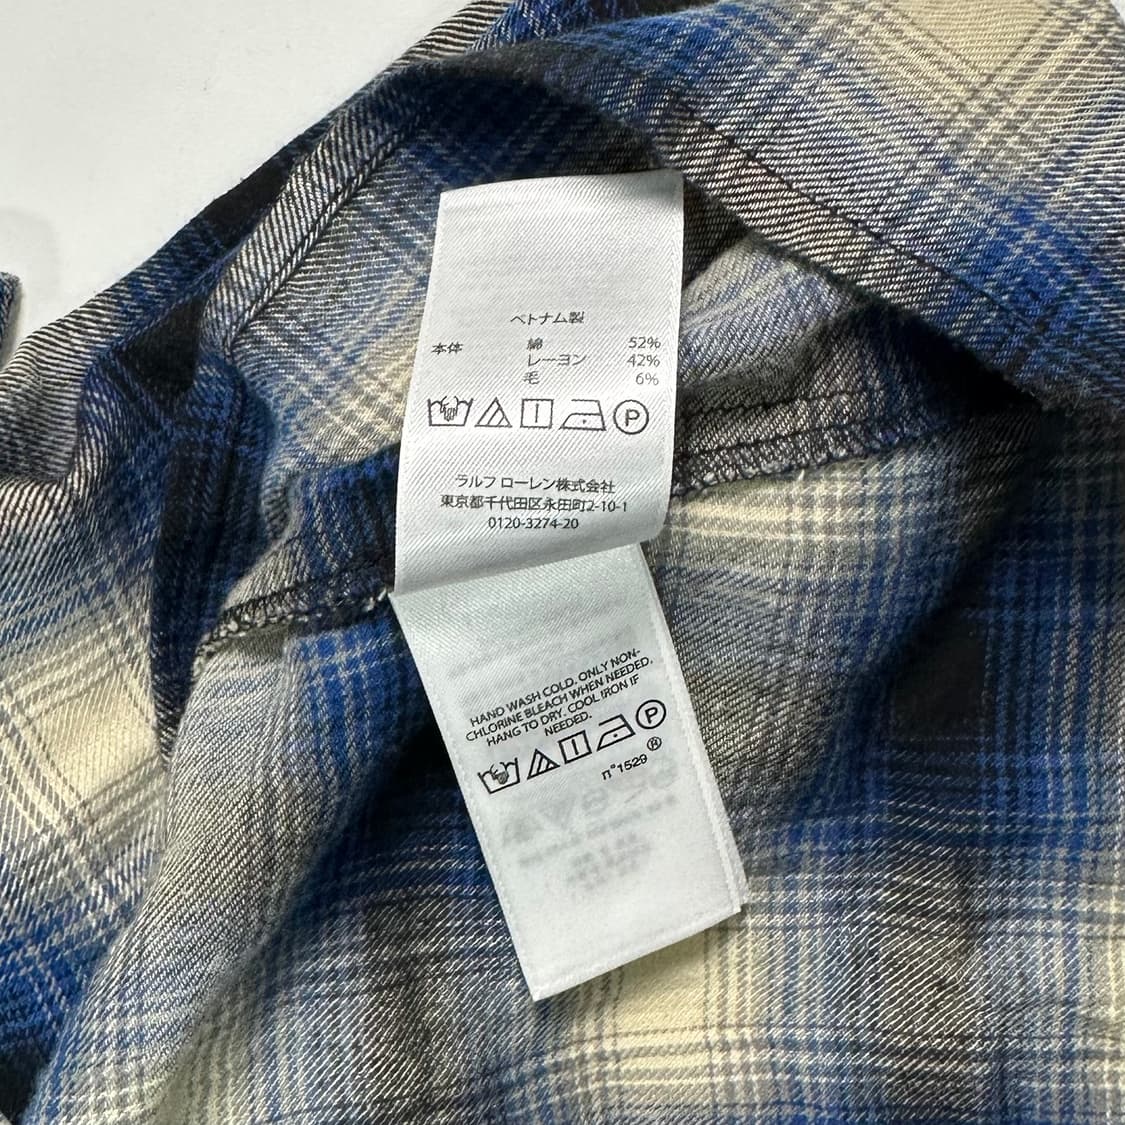 ベトナム製
本体 綿 52%
レーヨン 42%
毛 6%
P
ラルフ ローレン株式会社
東京都千代田区永田町2-10-1
0120-3274-20
HAND WASH COLD. ONLY NON-
CHLORINE BLEACH WHEN NEEDED.
HANG TO DRY. COOL IRON IF
NEEDED.
P
n°1529 ®